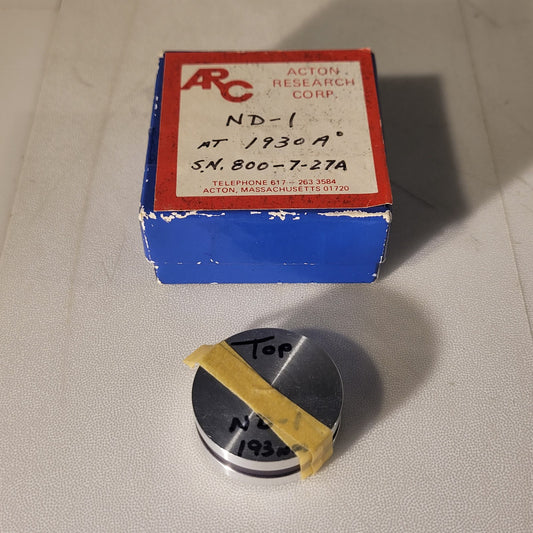 ARC
ACTON
RESEARCH
CORP.
ND-1
AT 1930A°
S.N. 800-7-27A
TELEPHONE 617-263 3584
ACTON, MASSACHUSETTS 01720
TOP
ND-1
193nm